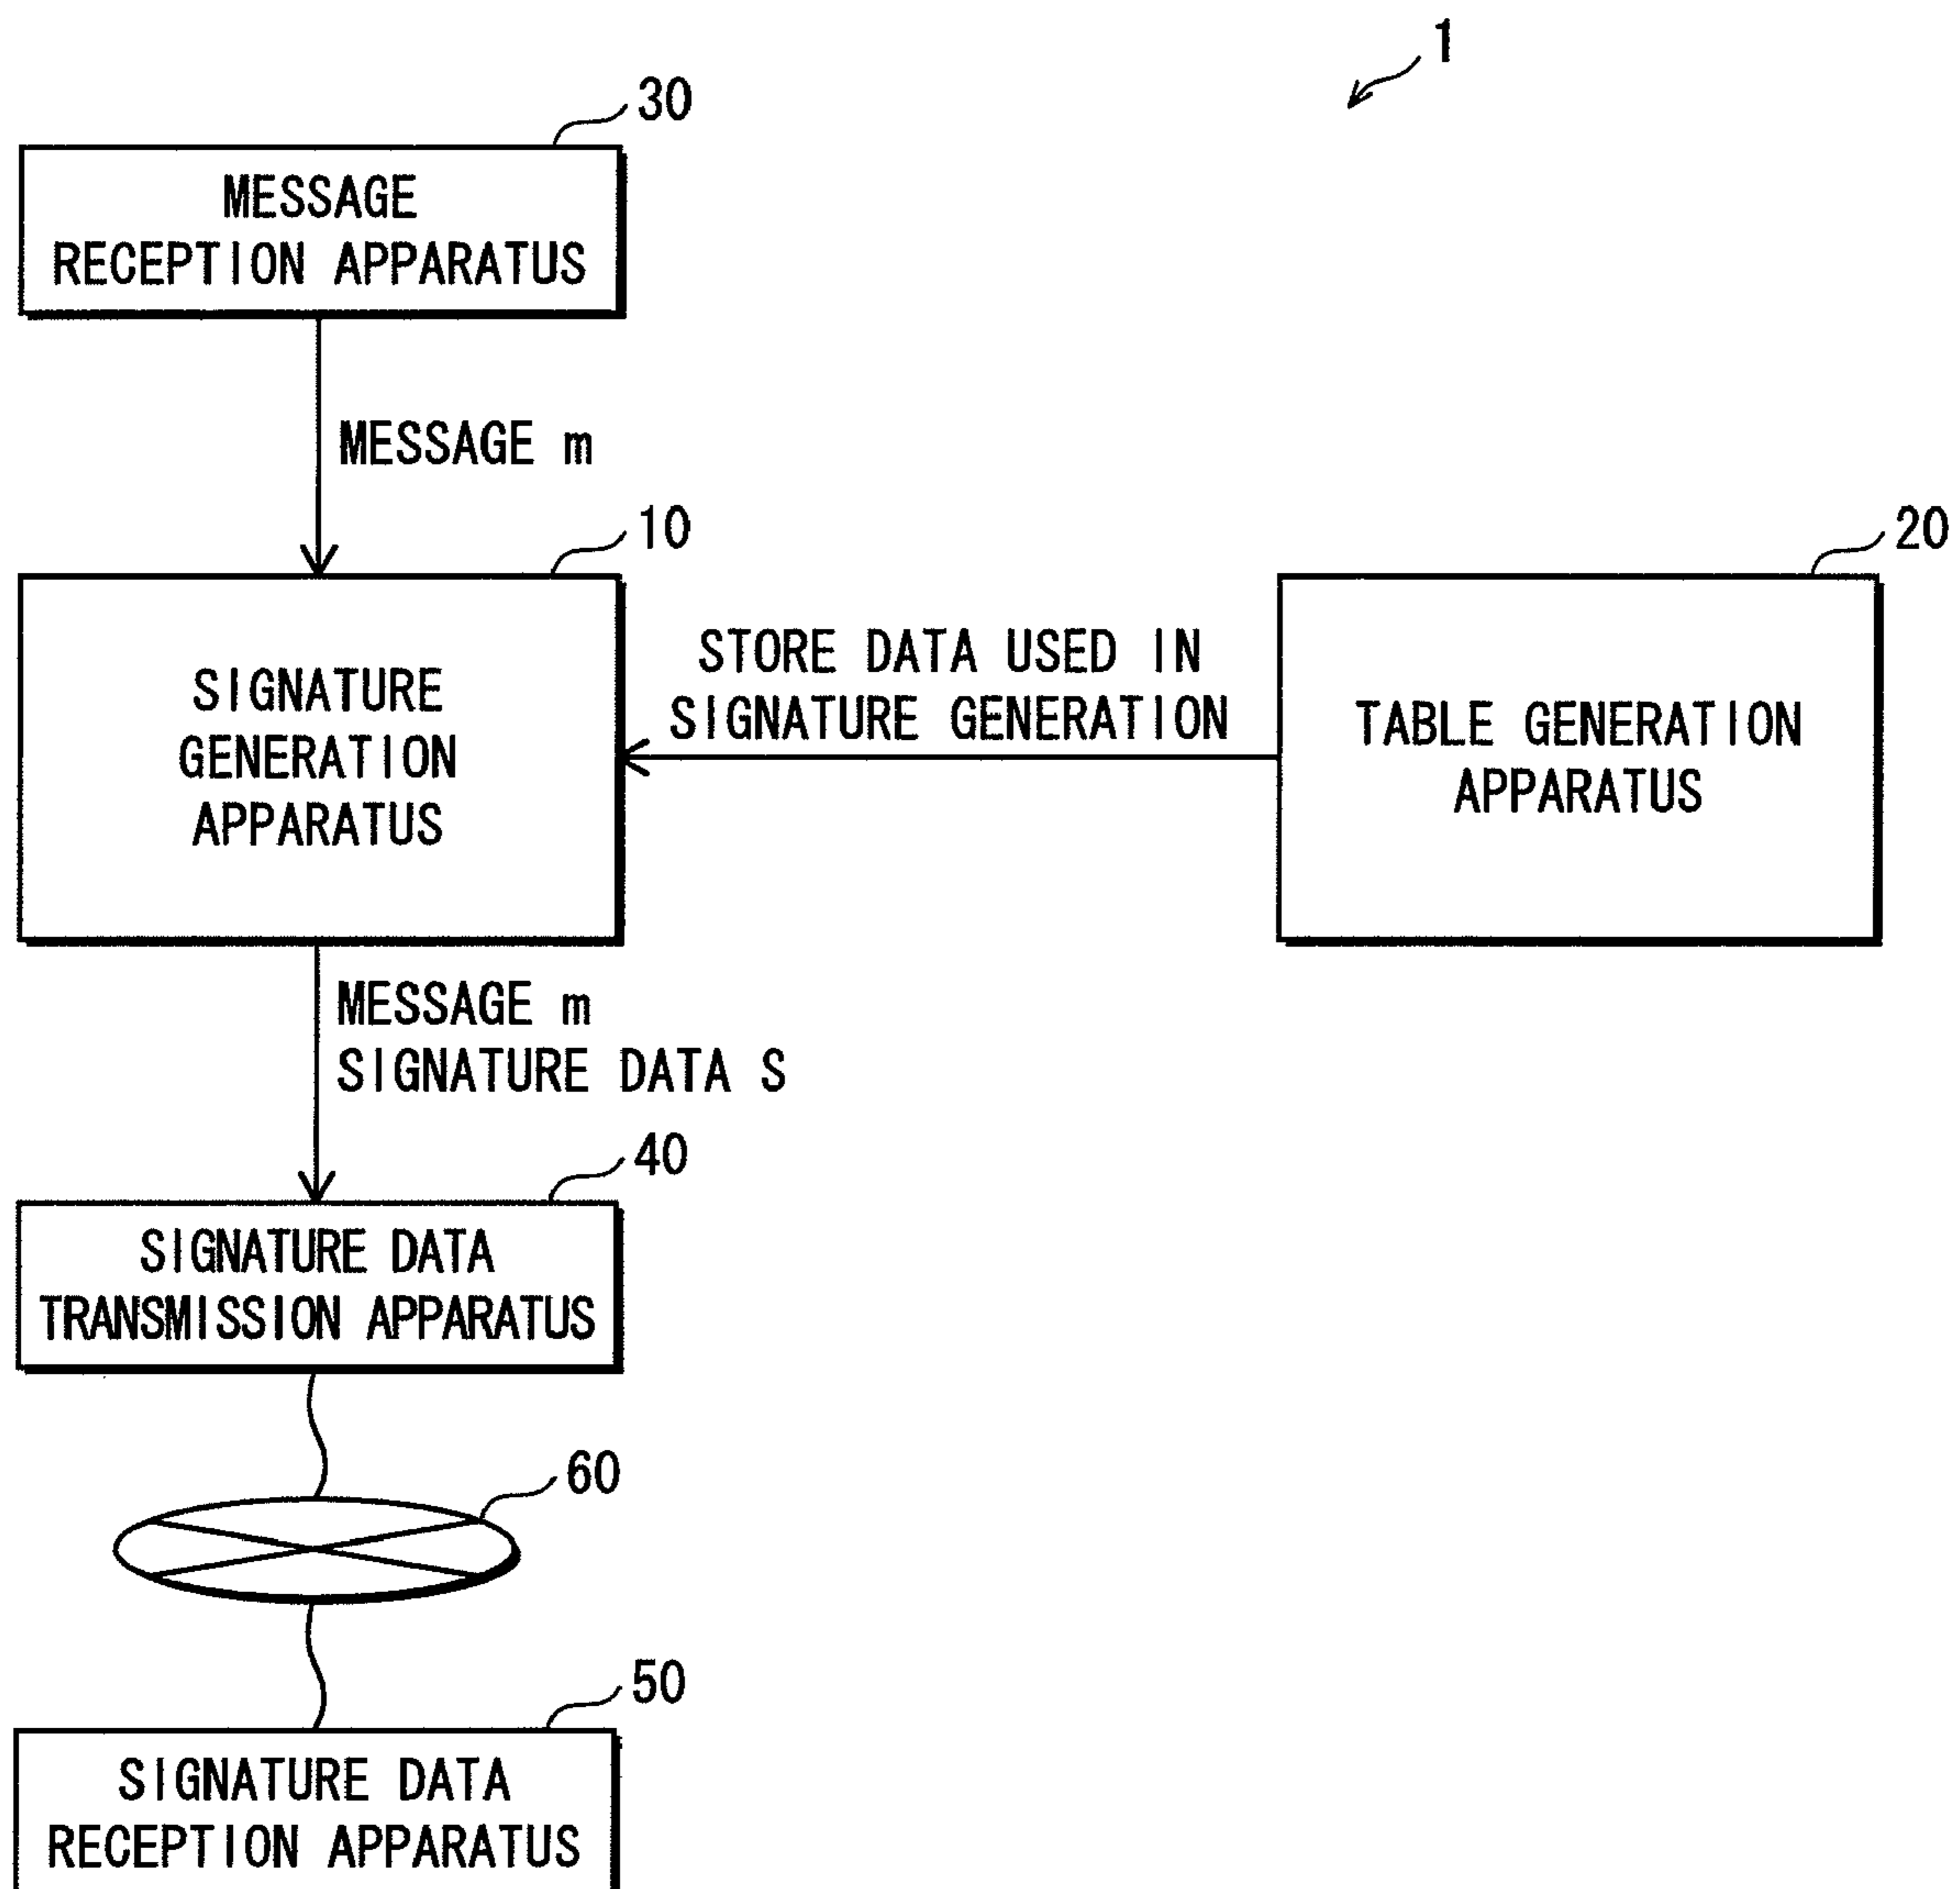 1
30
MESSAGE
RECEPTION APPARATUS
MESSAGE m
10
20
SIGNATURE
GENERATION
APPARATUS
STORE DATA USED IN
SIGNATURE GENERATION
TABLE GENERATION
APPARATUS
MESSAGE m
SIGNATURE DATA S
40
SIGNATURE DATA
TRANSMISSION APPARATUS
60
50
SIGNATURE DATA
RECEPTION APPARATUS